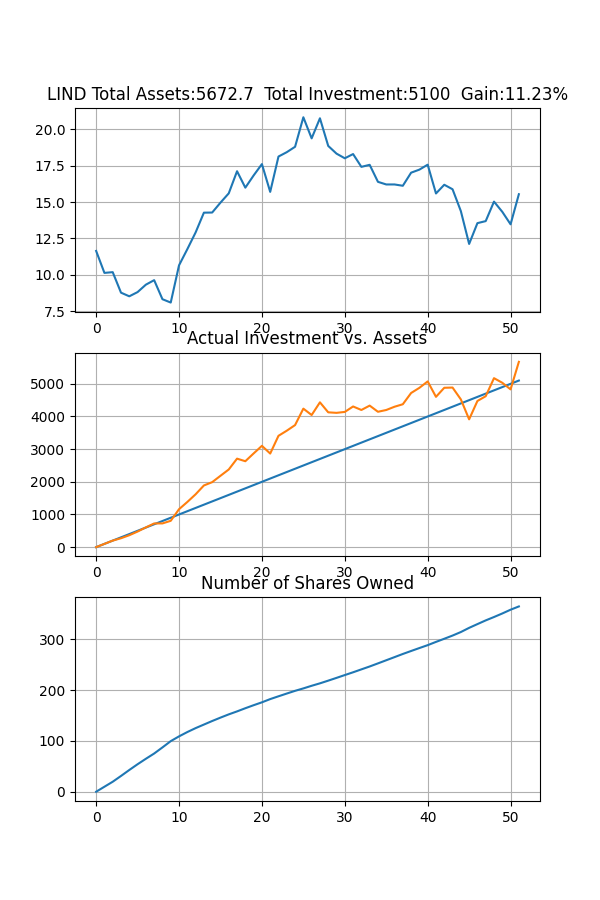 LIND Total Assets:5672.7  Total Investment:5100  Gain:11.23%
20.0
17.5
15.0
12.5
10.0
7.5
0 10 20 30 40 50
Actual Investment vs. Assets
5000
4000
3000
2000
1000
0
0 10 20 30 40 50
Number of Shares Owned
300
200
100
0
0 10 20 30 40 50